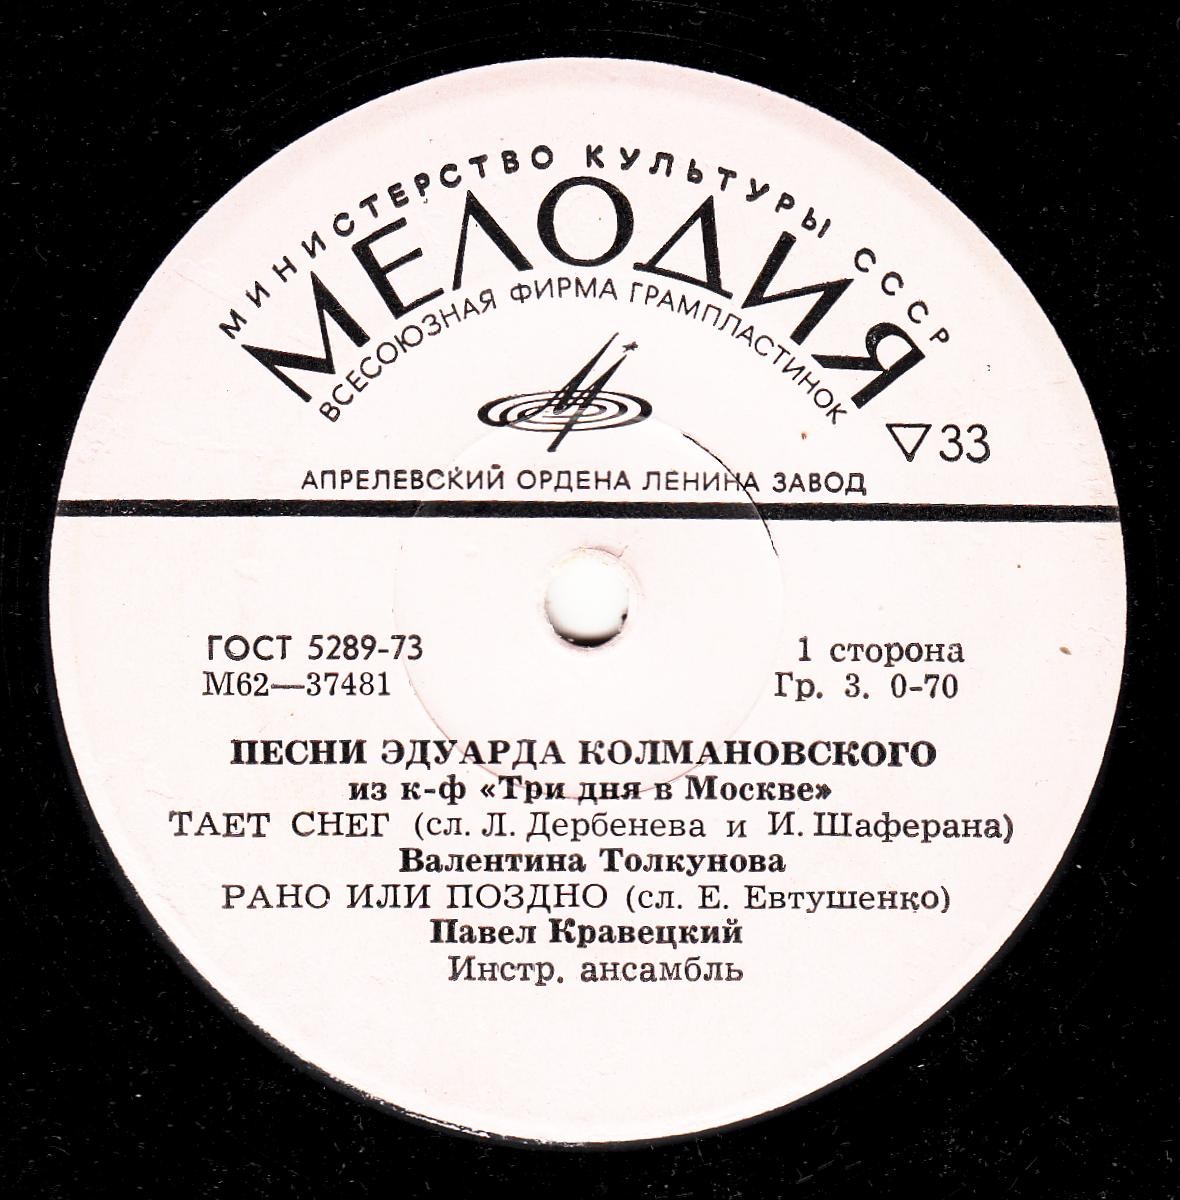 МИНИСТЕРСТВО КУЛЬТУРЫ СССР
МЕЛОДИЯ
ВСЕСОЮЗНАЯ ФИРМА ГРАМПЛАСТИНОК
▽33
АПРЕЛЕВСКИЙ ОРДЕНА ЛЕНИНА ЗАВОД
ГОСТ 5289-73
М62—37481
1 сторона
Гр. 3. 0-70
ПЕСНИ ЭДУАРДА КОЛМАНОВСКОГО
из к-ф «Три дня в Москве»
ТАЕТ СНЕГ (сл. Л. Дербенева и И. Шаферана)
Валентина Толкунова
РАНО ИЛИ ПОЗДНО (сл. Е. Евтушенко)
Павел Кравецкий
Инстр. ансамбль